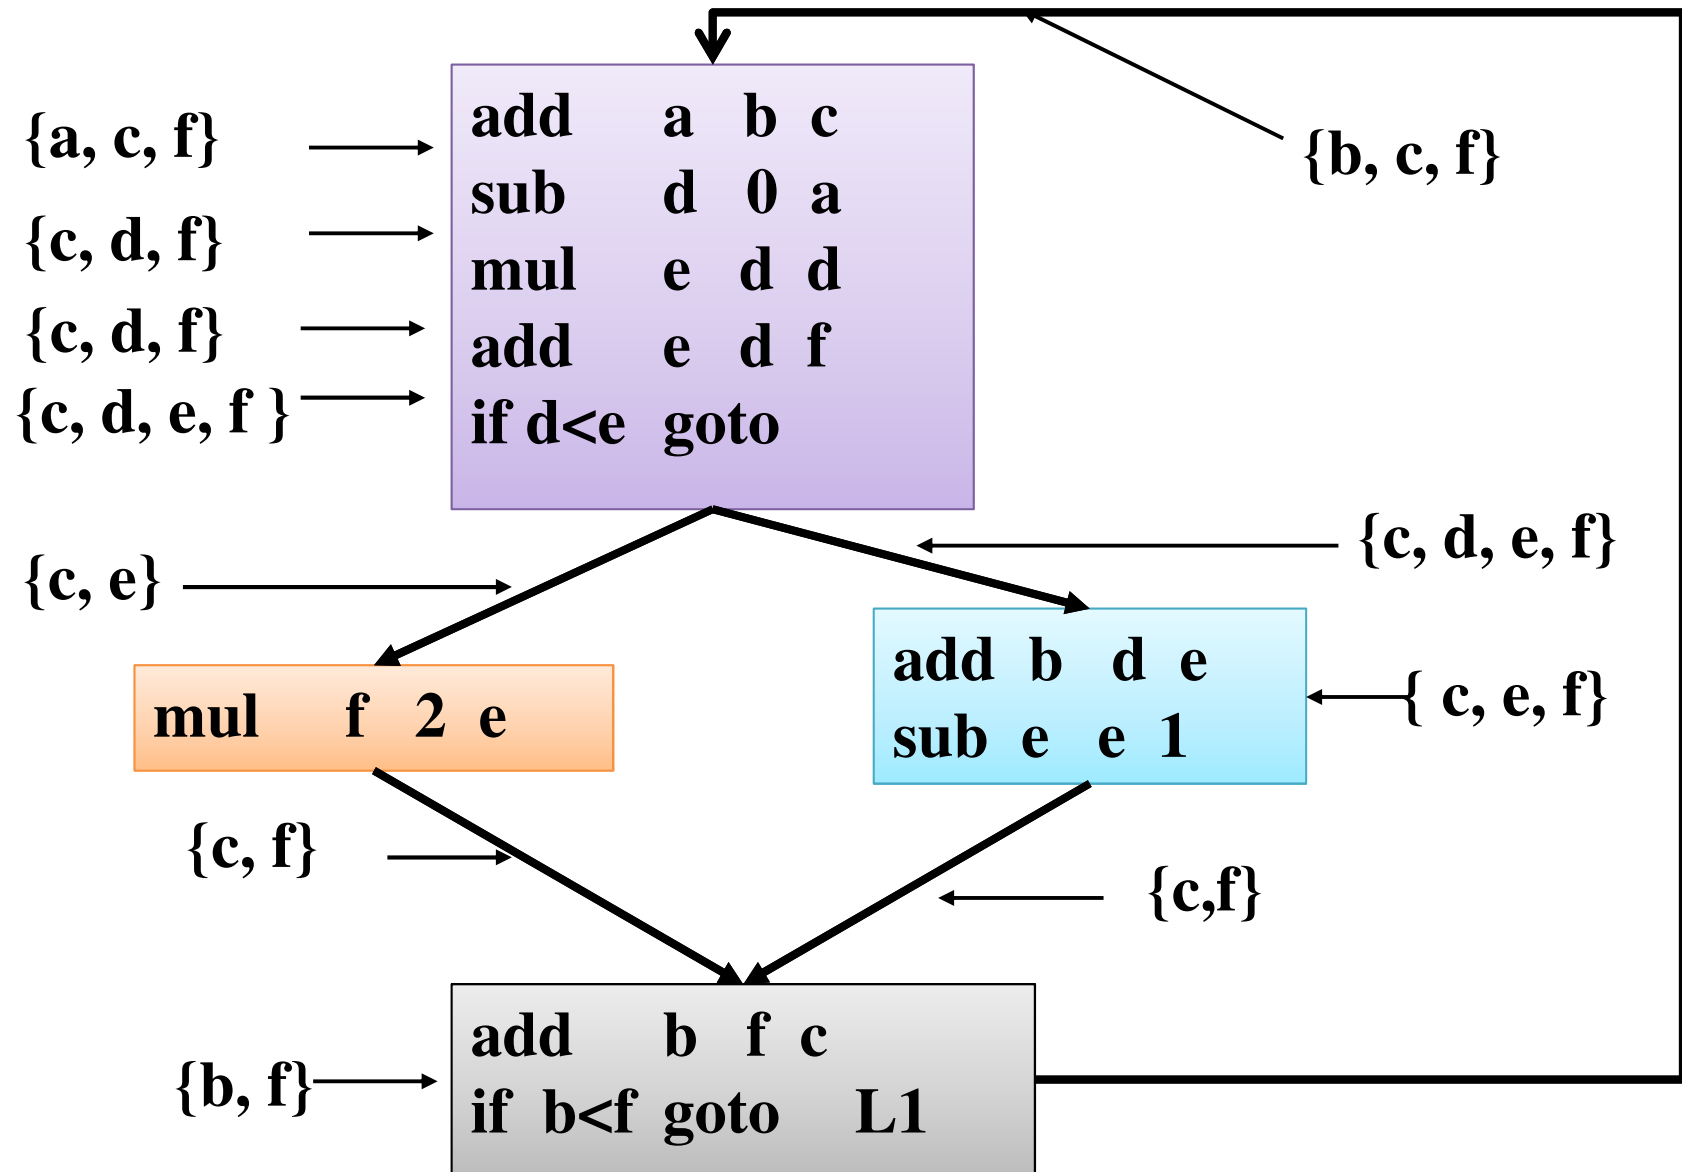 {b, c, f}
add a b c
sub d 0 a
mul e d d
add e d f
if d<e goto
{a, c, f}
{c, d, f}
{c, d, f}
{c, d, e, f }
{c, e}
{c, d, e, f}
mul f 2 e
add b d e
sub e e 1
{ c, e, f}
{c, f}
{c,f}
add b f c
if b<f goto L1
{b, f}